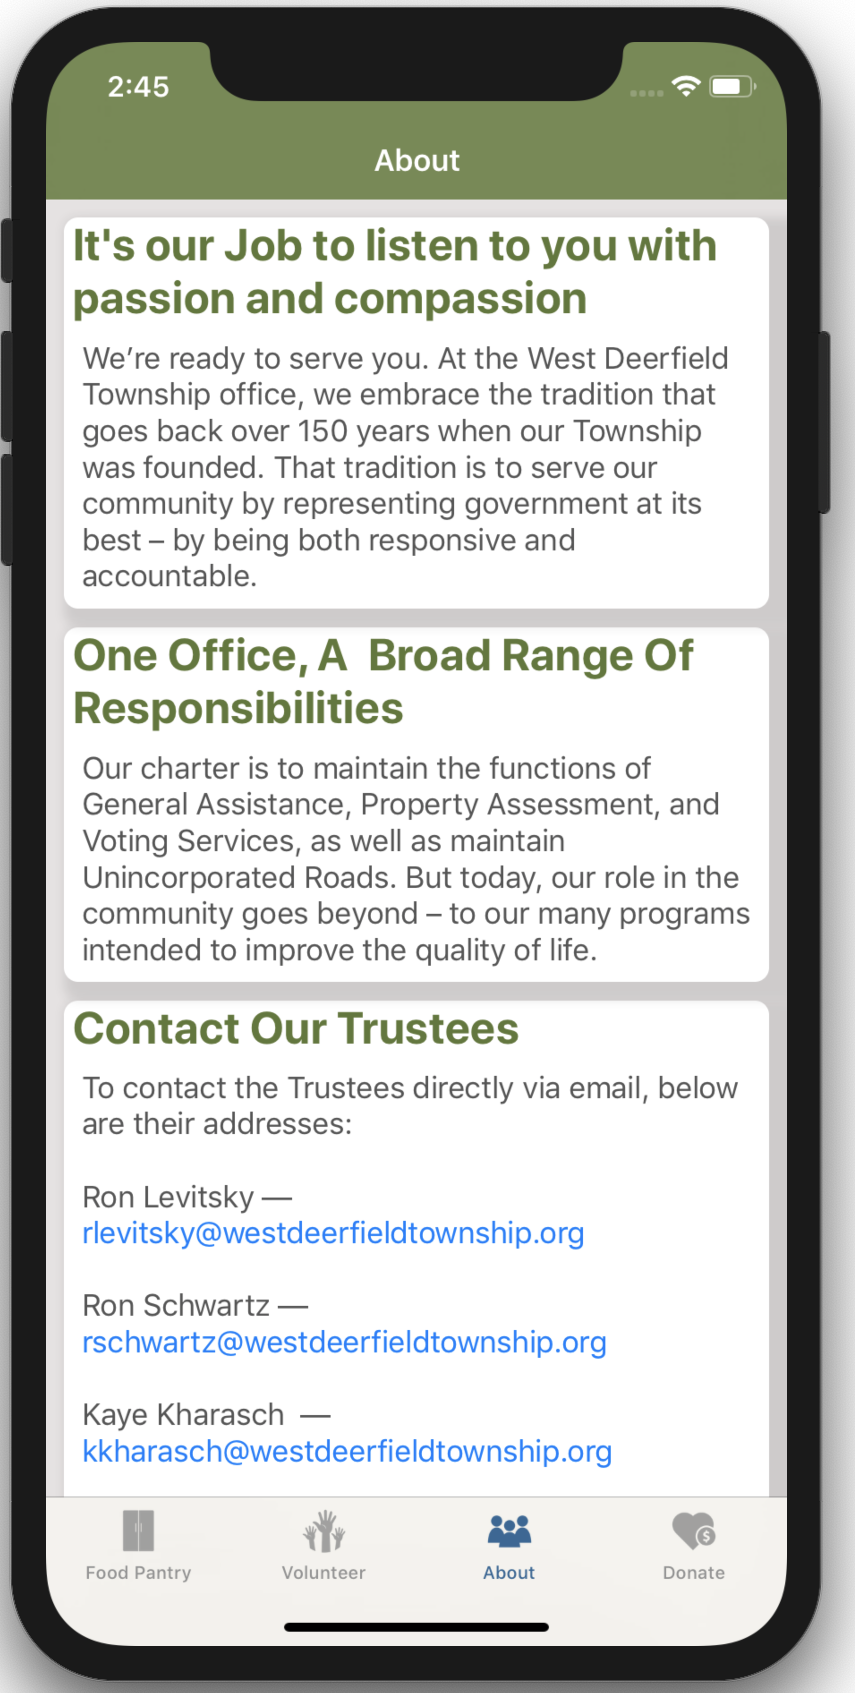 2:45
About
It's our Job to listen to you with
passion and compassion
We’re ready to serve you. At the West Deerfield
Township office, we embrace the tradition that
goes back over 150 years when our Township
was founded. That tradition is to serve our
community by representing government at its
best – by being both responsive and
accountable.
One Office, A  Broad Range Of
Responsibilities
Our charter is to maintain the functions of
General Assistance, Property Assessment, and
Voting Services, as well as maintain
Unincorporated Roads. But today, our role in the
community goes beyond – to our many programs
intended to improve the quality of life.
Contact Our Trustees
To contact the Trustees directly via email, below
are their addresses:
Ron Levitsky —
rlevitsky@westdeerfieldtownship.org
Ron Schwartz —
rschwartz@westdeerfieldtownship.org
Kaye Kharasch  —
kkharasch@westdeerfieldtownship.org
$
Food Pantry Volunteer About Donate